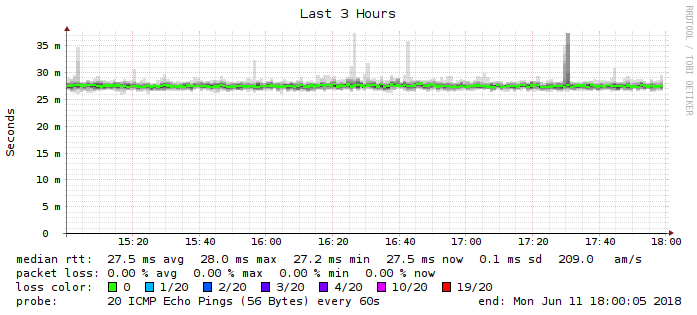 Last 3 Hours
RRDTOOL / TOBI OETIKER
Seconds
35 m
30 m
25 m
20 m
15 m
10 m
5 m
0
15:20 15:40 16:00 16:20 16:40 17:00 17:20 17:40 18:00
median rtt: 27.5 ms avg 28.0 ms max 27.2 ms min 27.5 ms now 0.1 ms sd 209.0 am/s
packet loss: 0.00 % avg 0.00 % max 0.00 % min 0.00 % now
loss color: 0 1/20 2/20 3/20 4/20 10/20 19/20
probe: 20 ICMP Echo Pings (56 Bytes) every 60s end: Mon Jun 11 18:00:05 2018